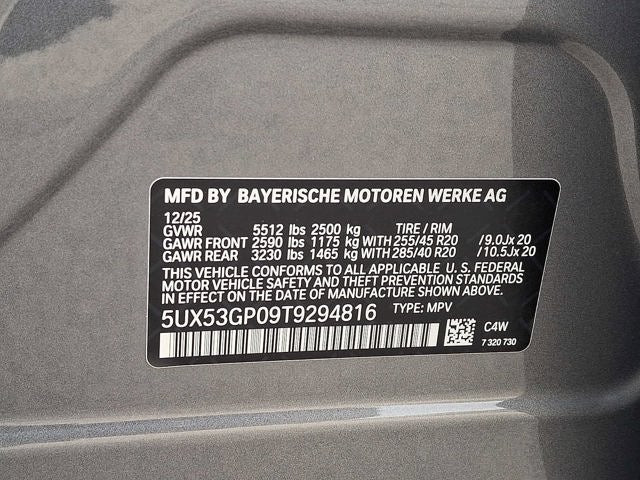 MFD BY BAYERISCHE MOTOREN WERKE AG
12/25
GVWR 5512 lbs 2500 kg TIRE / RIM
GAWR FRONT 2590 lbs 1175 kg WITH 255/45 R20 /9.0Jx 20
GAWR REAR 3230 lbs 1465 kg WITH 285/40 R20 /10.5Jx 20
THIS VEHICLE CONFORMS TO ALL APPLICABLE U. S. FEDERAL
MOTOR VEHICLE SAFETY AND THEFT PREVENTION STANDARDS
IN EFFECT ON THE DATE OF MANUFACTURE SHOWN ABOVE.
5UX53GP09T9294816 TYPE: MPV
C4W
7 320 730